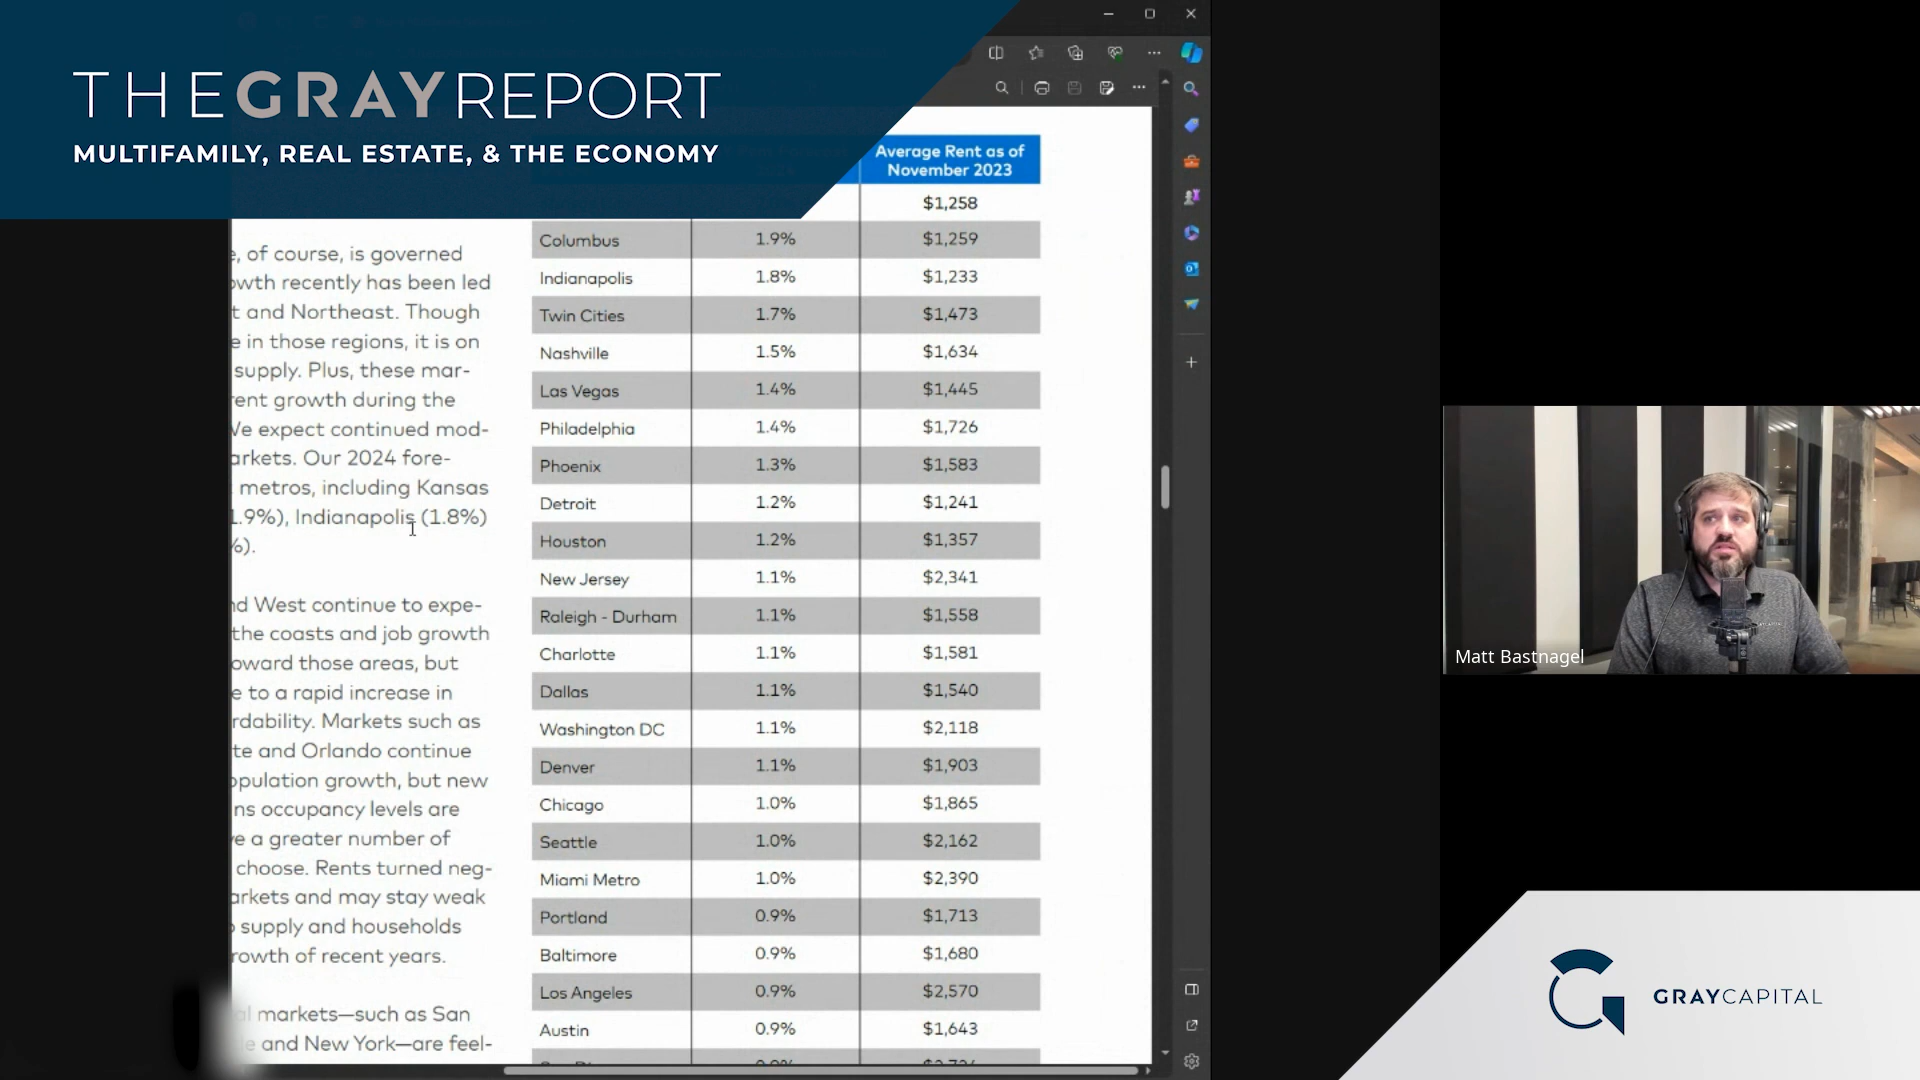 THEGRAYREPORT
MULTIFAMILY, REAL ESTATE, & THE ECONOMY
Average Rent as of
November 2023
$1,258
Columbus 1.9% $1,259
Indianapolis 1.8% $1,233
Twin Cities 1.7% $1,473
Nashville 1.5% $1,634
Las Vegas 1.4% $1,445
Philadelphia 1.4% $1,726
Phoenix 1.3% $1,583
Detroit 1.2% $1,241
Houston 1.2% $1,357
New Jersey 1.1% $2,341
Raleigh - Durham 1.1% $1,558
Charlotte 1.1% $1,581
Dallas 1.1% $1,540
Washington DC 1.1% $2,118
Denver 1.1% $1,903
Chicago 1.0% $1,865
Seattle 1.0% $2,162
Miami Metro 1.0% $2,390
Portland 0.9% $1,713
Baltimore 0.9% $1,680
Los Angeles 0.9% $2,570
Austin 0.9% $1,643
e, of course, is governed
owth recently has been led
t and Northeast. Though
e in those regions, it is on
supply. Plus, these mar-
rent growth during the
We expect continued mod-
arkets. Our 2024 fore-
metros, including Kansas
1.9%), Indianapolis (1.8%)
%).
nd West continue to expe-
the coasts and job growth
oward those areas, but
e to a rapid increase in
rdability. Markets such as
te and Orlando continue
opulation growth, but new
ns occupancy levels are
ve a greater number of
choose. Rents turned neg-
arkets and may stay weak
supply and households
rowth of recent years.
al markets—such as San
e and New York—are feel-
Matt Bastnagel
GRAYCAPITAL